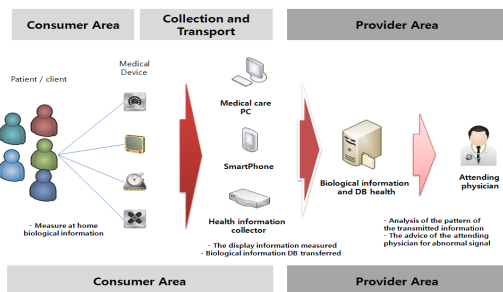 Consumer Area
Collection and
Transport
Provider Area
Patient / client
Medical
Device
Medical care
PC
SmartPhone
Health information
collector
Biological information
and DB health
Attending
physician
- Measure at home
biological information
- The display information measured
- Biological information DB transferred
- Analysis of the pattern of
the transmitted information
- The advice of the attending
physician for abnormal signal
Consumer Area
Provider Area